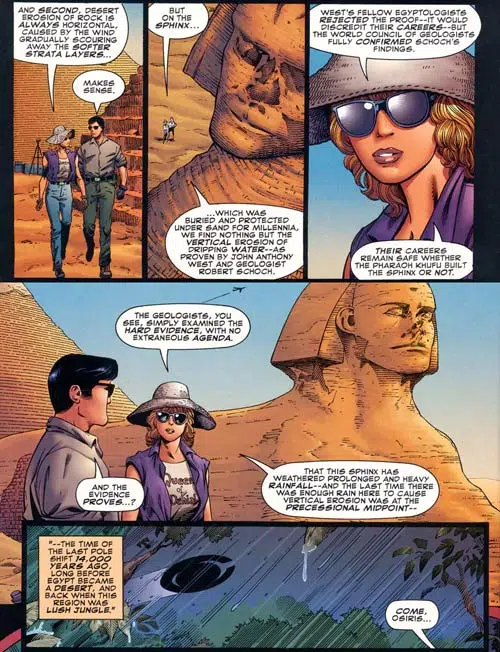 AND SECOND, DESERT
EROSION OF ROCK IS
ALWAYS HORIZONTAL,
CAUSED BY THE WIND
GRADUALLY SCOURING
AWAY THE SOFTER
STRATA LAYERS...
MAKES
SENSE.
BUT
ON THE
SPHINX...
...WHICH WAS
BURIED AND PROTECTED
UNDER SAND FOR MILLENNIA,
WE FIND NOTHING BUT THE
VERTICAL EROSION OF
DRIPPING WATER--AS
PROVEN BY JOHN ANTHONY
WEST AND GEOLOGIST
ROBERT SCHOCH.
WEST'S FELLOW EGYPTOLOGISTS
REJECTED THE PROOF--IT WOULD
DISCREDIT THEIR CAREERS--BUT
THE WORLD COUNCIL OF GEOLOGISTS
FULLY CONFIRMED SCHOCH'S
FINDINGS.
THEIR CAREERS
REMAIN SAFE WHETHER
THE PHARAOH KHUFU BUILT
THE SPHINX OR NOT.
THE GEOLOGISTS, YOU
SEE, SIMPLY EXAMINED THE
HARD EVIDENCE, WITH NO
EXTRANEOUS AGENDA.
AND THE
EVIDENCE
PROVES...?
Queen
of
THAT THIS SPHINX HAS
WEATHERED PROLONGED AND HEAVY
RAINFALL--AND THE LAST TIME THERE
WAS ENOUGH RAIN HERE TO CAUSE
VERTICAL EROSION WAS AT THE
PRECESSIONAL MIDPOINT--
"--THE TIME OF
THE LAST POLE
SHIFT 14,000
YEARS AGO,
LONG BEFORE
EGYPT BECAME
A DESERT, AND
BACK WHEN THIS
REGION WAS
LUSH JUNGLE."
COME,
OSIRIS...